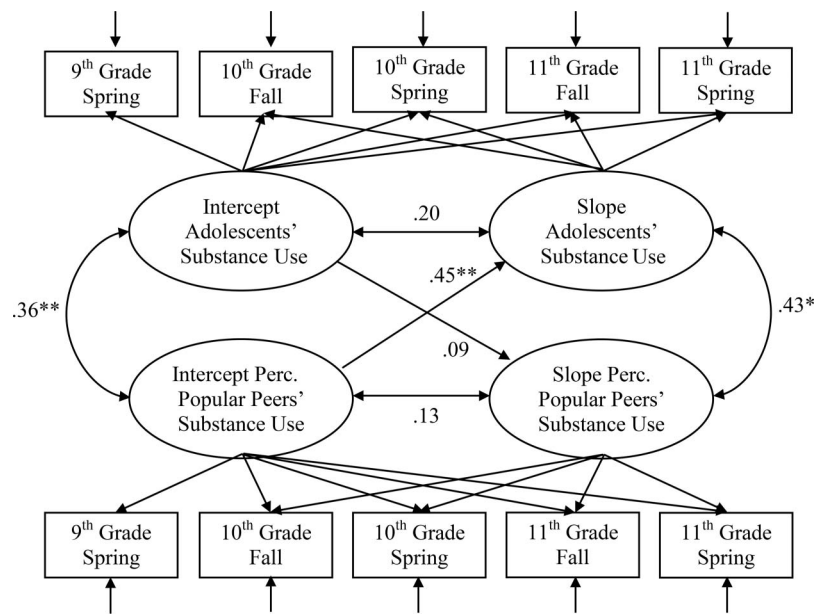 9th Grade
Spring
10th Grade
Fall
10th Grade
Spring
11th Grade
Fall
11th Grade
Spring
Intercept
Adolescents’
Substance Use
.20
Slope
Adolescents’
Substance Use
.36**
.45**
.43*
.09
Intercept Perc.
Popular Peers’
Substance Use
.13
Slope Perc.
Popular Peers’
Substance Use
9th Grade
Spring
10th Grade
Fall
10th Grade
Spring
11th Grade
Fall
11th Grade
Spring